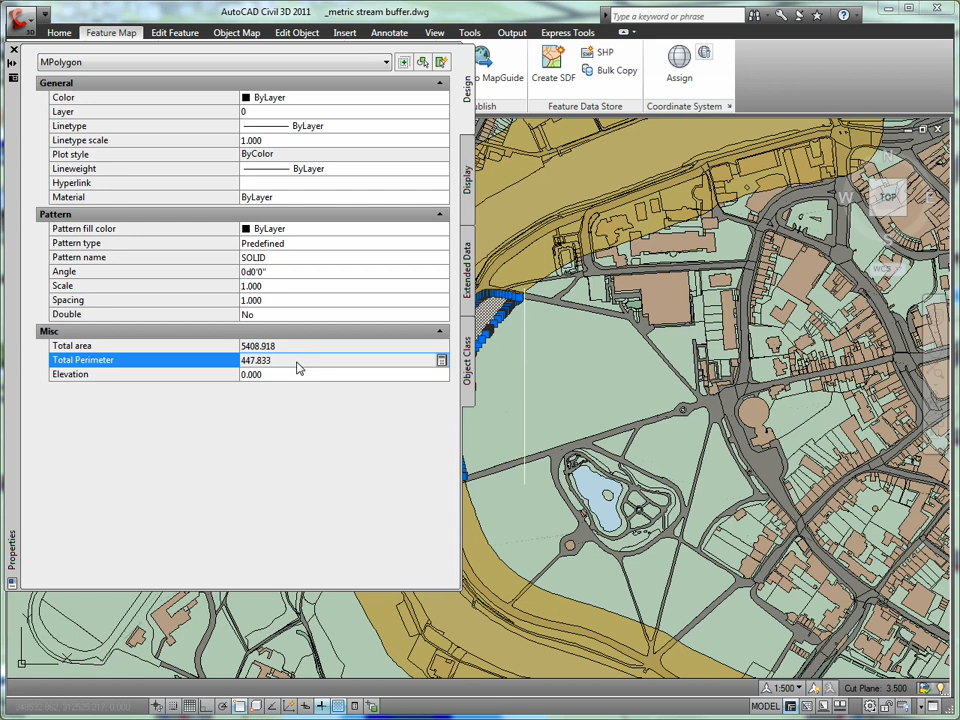 AutoCAD Civil 3D 2011 _metric stream buffer.dwg
Type a keyword or phrase
Home Feature Map Edit Feature Object Map Edit Object Insert Annotate View Tools Output Express Tools
MPolygon
General
Color ByLayer
Layer 0
Linetype ByLayer
Linetype scale 1.000
Plot style ByColor
Lineweight ByLayer
Hyperlink
Material ByLayer
Pattern
Pattern fill color ByLayer
Pattern type Predefined
Pattern name SOLID
Angle 0d0'0"
Scale 1.000
Spacing 1.000
Double No
Misc
Total area 5408.918
Total Perimeter 447.833
Elevation 0.000
Properties
Design
Display
Extended Data
Object Class
to MapGuide
Create SDF
SHP
Bulk Copy
Assign
blish
Feature Data Store
Coordinate System
N
W
TOP
E
S
WCS
1:500
Cut Plane: 3.500
MODEL